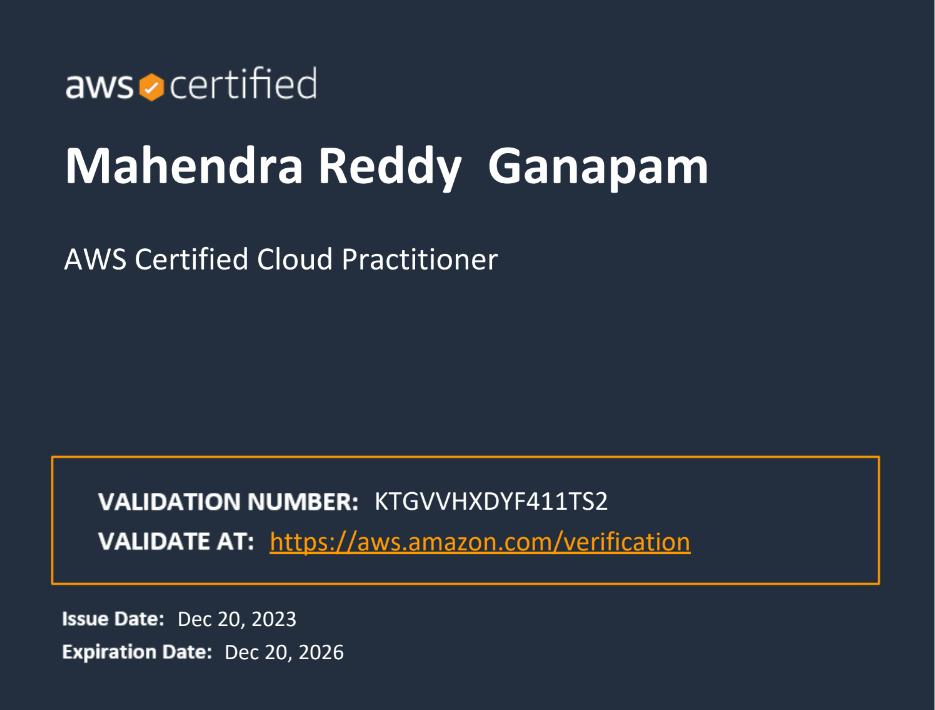 aws certified
Mahendra Reddy  Ganapam
AWS Certified Cloud Practitioner
VALIDATION NUMBER: KTGVVHXDYF411TS2
VALIDATE AT: https://aws.amazon.com/verification
Issue Date: Dec 20, 2023
Expiration Date: Dec 20, 2026